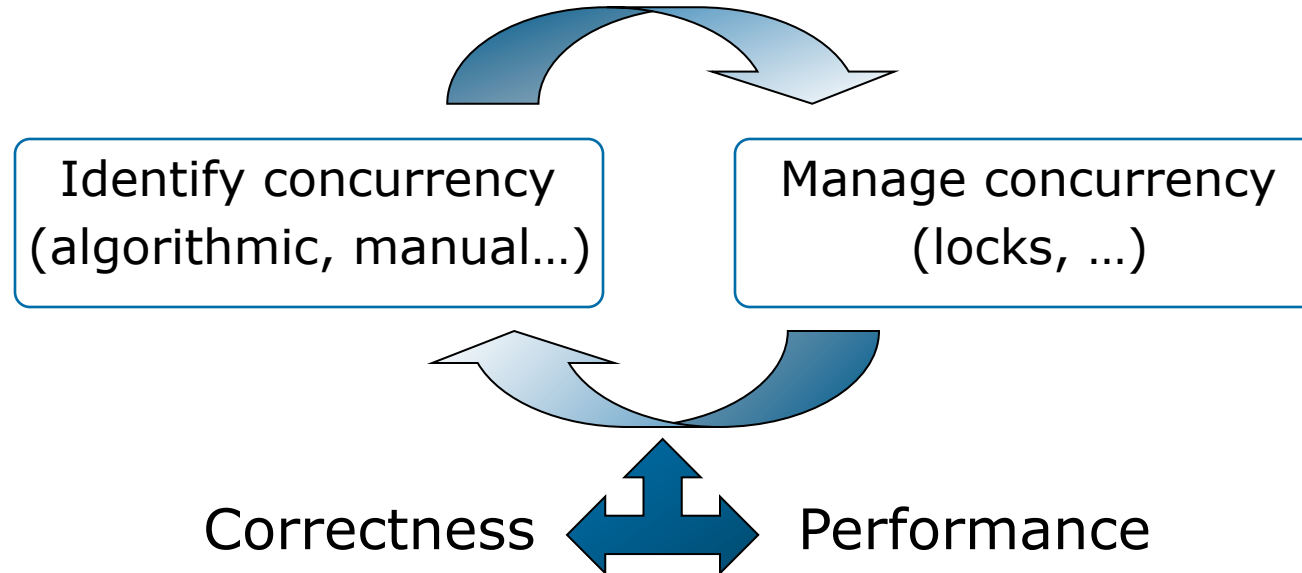 Identify concurrency
(algorithmic, manual…)
Manage concurrency
(locks, …)
Correctness
Performance